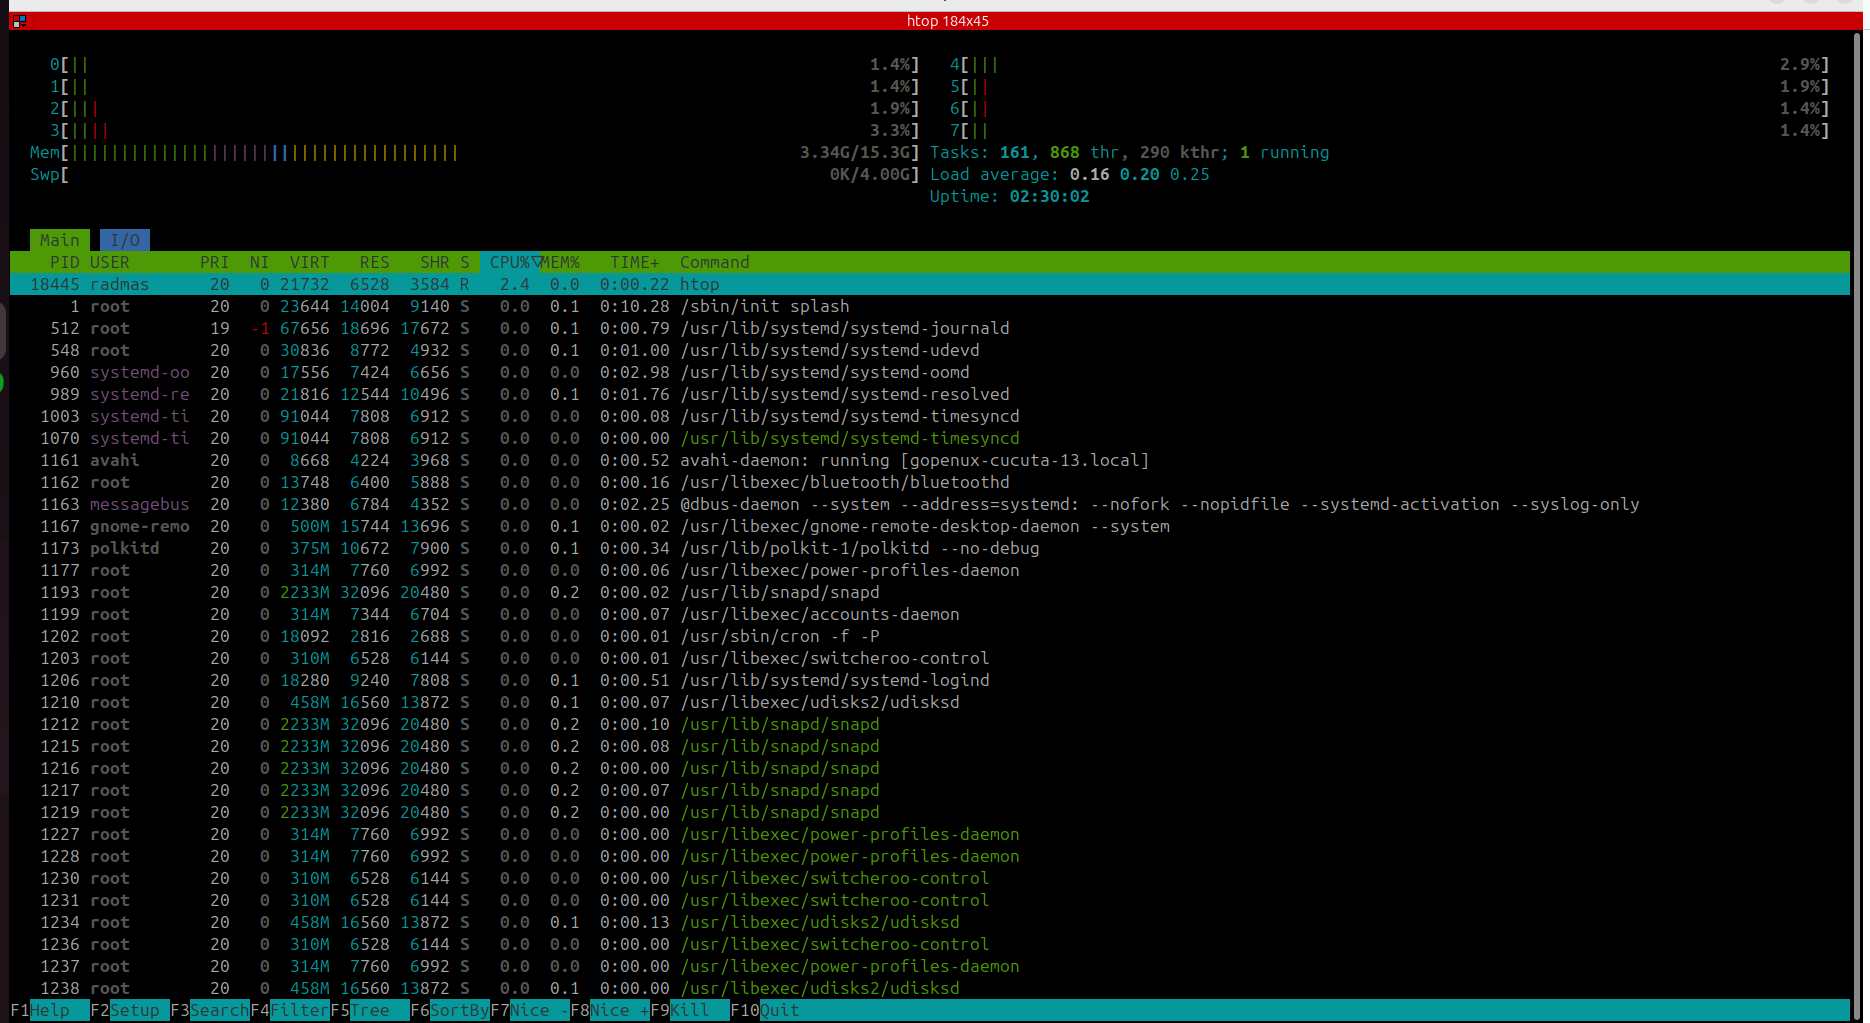 htop 184x45
0[|| 1.4%] 4[||| 2.9%]
1[|| 1.4%] 5[|| 1.9%]
2[||| 1.9%] 6[|| 1.4%]
3[|||| 3.3%] 7[|| 1.4%]
Mem[||||||||||||||||||||||||||||||||||||||| 3.34G/15.3G] Tasks: 161, 868 thr, 290 kthr; 1 running
Swp[ 0K/4.00G] Load average: 0.16 0.20 0.25
Uptime: 02:30:02
Main I/O
PID USER PRI NI VIRT RES SHR S CPU%▽MEM% TIME+ Command
18445 radmas 20 0 21732 6528 3584 R 2.4 0.0 0:00.22 htop
1 root 20 0 23644 14004 9140 S 0.0 0.1 0:10.28 /sbin/init splash
512 root 19 -1 67656 18696 17672 S 0.0 0.1 0:00.79 /usr/lib/systemd/systemd-journald
548 root 20 0 30836 8772 4932 S 0.0 0.1 0:01.00 /usr/lib/systemd/systemd-udevd
960 systemd-oo 20 0 17556 7424 6656 S 0.0 0.0 0:02.98 /usr/lib/systemd/systemd-oomd
989 systemd-re 20 0 21816 12544 10496 S 0.0 0.1 0:01.76 /usr/lib/systemd/systemd-resolved
1003 systemd-ti 20 0 91044 7808 6912 S 0.0 0.0 0:00.08 /usr/lib/systemd/systemd-timesyncd
1070 systemd-ti 20 0 91044 7808 6912 S 0.0 0.0 0:00.00 /usr/lib/systemd/systemd-timesyncd
1161 avahi 20 0 8668 4224 3968 S 0.0 0.0 0:00.52 avahi-daemon: running [gopenux-cucuta-13.local]
1162 root 20 0 13748 6400 5888 S 0.0 0.0 0:00.16 /usr/libexec/bluetooth/bluetoothd
1163 messagebus 20 0 12380 6784 4352 S 0.0 0.0 0:02.25 @dbus-daemon --system --address=systemd: --nofork --nopidfile --systemd-activation --syslog-only
1167 gnome-remo 20 0 500M 15744 13696 S 0.0 0.1 0:00.02 /usr/libexec/gnome-remote-desktop-daemon --system
1173 polkitd 20 0 375M 10672 7900 S 0.0 0.1 0:00.34 /usr/lib/polkit-1/polkitd --no-debug
1177 root 20 0 314M 7760 6992 S 0.0 0.0 0:00.06 /usr/libexec/power-profiles-daemon
1193 root 20 0 2233M 32096 20480 S 0.0 0.2 0:00.02 /usr/lib/snapd/snapd
1199 root 20 0 314M 7344 6704 S 0.0 0.0 0:00.07 /usr/libexec/accounts-daemon
1202 root 20 0 18092 2816 2688 S 0.0 0.0 0:00.01 /usr/sbin/cron -f -P
1203 root 20 0 310M 6528 6144 S 0.0 0.0 0:00.01 /usr/libexec/switcheroo-control
1206 root 20 0 18280 9240 7808 S 0.0 0.1 0:00.51 /usr/lib/systemd/systemd-logind
1210 root 20 0 458M 16560 13872 S 0.0 0.1 0:00.07 /usr/libexec/udisks2/udisksd
1212 root 20 0 2233M 32096 20480 S 0.0 0.2 0:00.10 /usr/lib/snapd/snapd
1215 root 20 0 2233M 32096 20480 S 0.0 0.2 0:00.08 /usr/lib/snapd/snapd
1216 root 20 0 2233M 32096 20480 S 0.0 0.2 0:00.00 /usr/lib/snapd/snapd
1217 root 20 0 2233M 32096 20480 S 0.0 0.2 0:00.07 /usr/lib/snapd/snapd
1219 root 20 0 2233M 32096 20480 S 0.0 0.2 0:00.00 /usr/lib/snapd/snapd
1227 root 20 0 314M 7760 6992 S 0.0 0.0 0:00.00 /usr/libexec/power-profiles-daemon
1228 root 20 0 314M 7760 6992 S 0.0 0.0 0:00.00 /usr/libexec/power-profiles-daemon
1230 root 20 0 310M 6528 6144 S 0.0 0.0 0:00.00 /usr/libexec/switcheroo-control
1231 root 20 0 310M 6528 6144 S 0.0 0.0 0:00.00 /usr/libexec/switcheroo-control
1234 root 20 0 458M 16560 13872 S 0.0 0.1 0:00.13 /usr/libexec/udisks2/udisksd
1236 root 20 0 310M 6528 6144 S 0.0 0.0 0:00.00 /usr/libexec/switcheroo-control
1237 root 20 0 314M 7760 6992 S 0.0 0.0 0:00.00 /usr/libexec/power-profiles-daemon
1238 root 20 0 458M 16560 13872 S 0.0 0.1 0:00.00 /usr/libexec/udisks2/udisksd
F1Help F2Setup F3SearchF4FilterF5Tree F6SortByF7Nice -F8Nice +F9Kill F10Quit